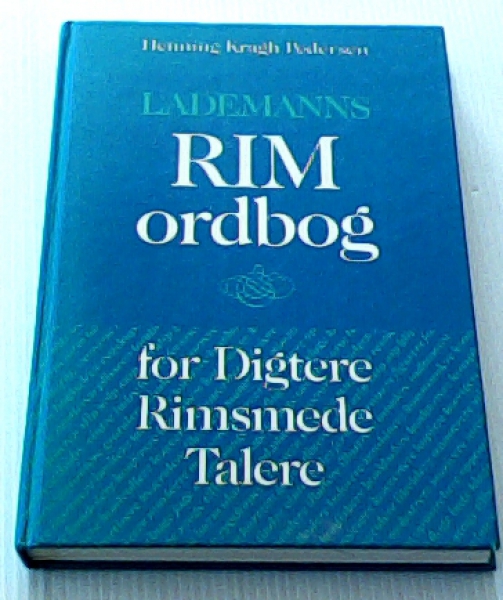 Henning Kragh Pedersen
LADEMANNS
RIM
ordbog
for Digtere
Rimsmede
Talere